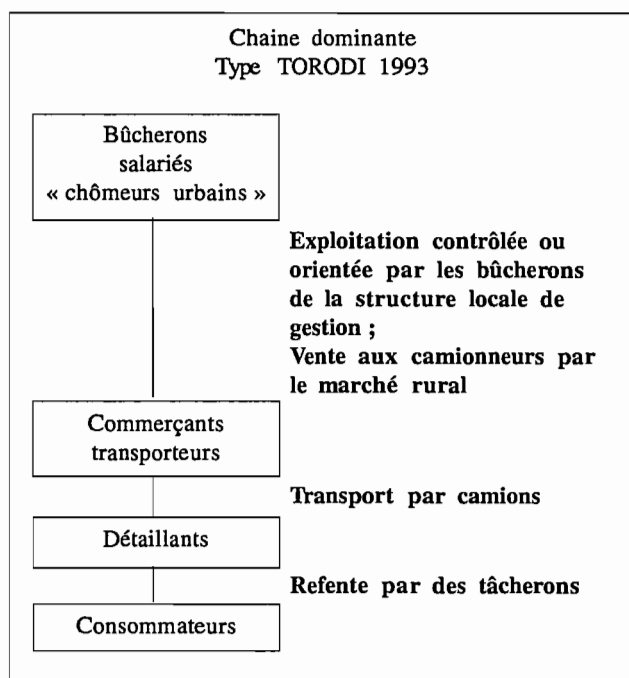 Chaine dominante
Type TORODI 1993
Bûcherons
salariés
« chômeurs urbains »
Exploitation contrôlée ou
orientée par les bûcherons
de la structure locale de
gestion ;
Vente aux camionneurs par
le marché rural
Commerçants
transporteurs
Transport par camions
Détaillants
Refente par des tâcherons
Consommateurs